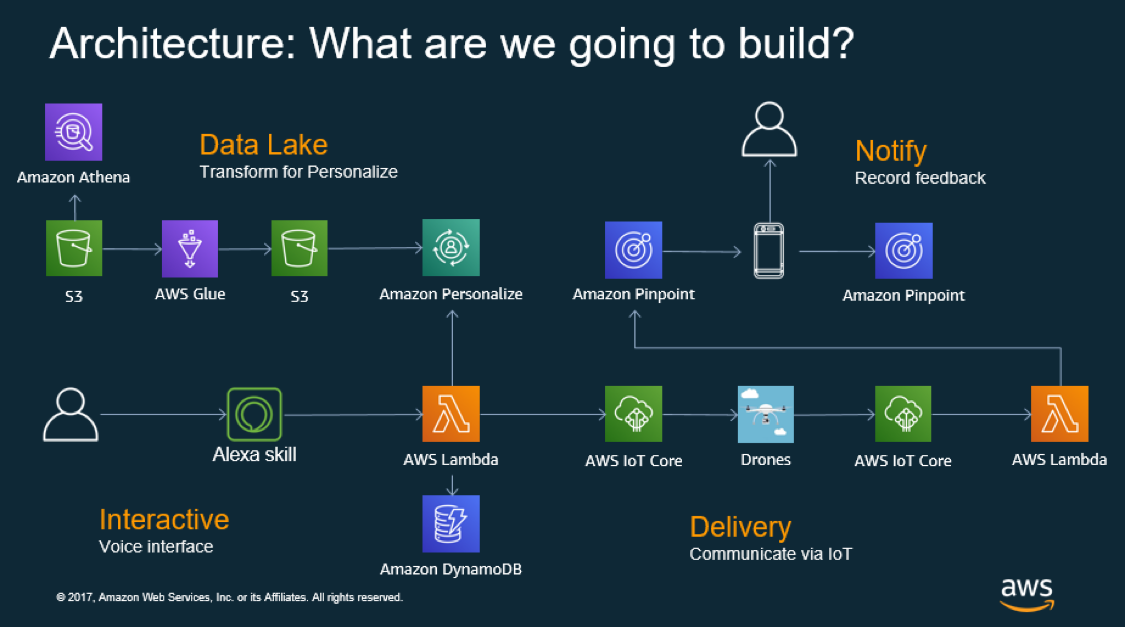 Architecture: What are we going to build?
Data Lake
Transform for Personalize
Notify
Record feedback
Amazon Athena
S3
AWS Glue
S3
Amazon Personalize
Amazon Pinpoint
Amazon Pinpoint
Alexa skill
AWS Lambda
AWS IoT Core
Drones
AWS IoT Core
AWS Lambda
Interactive
Voice interface
Amazon DynamoDB
Delivery
Communicate via IoT
© 2017, Amazon Web Services, Inc. or its Affiliates. All rights reserved.
aws